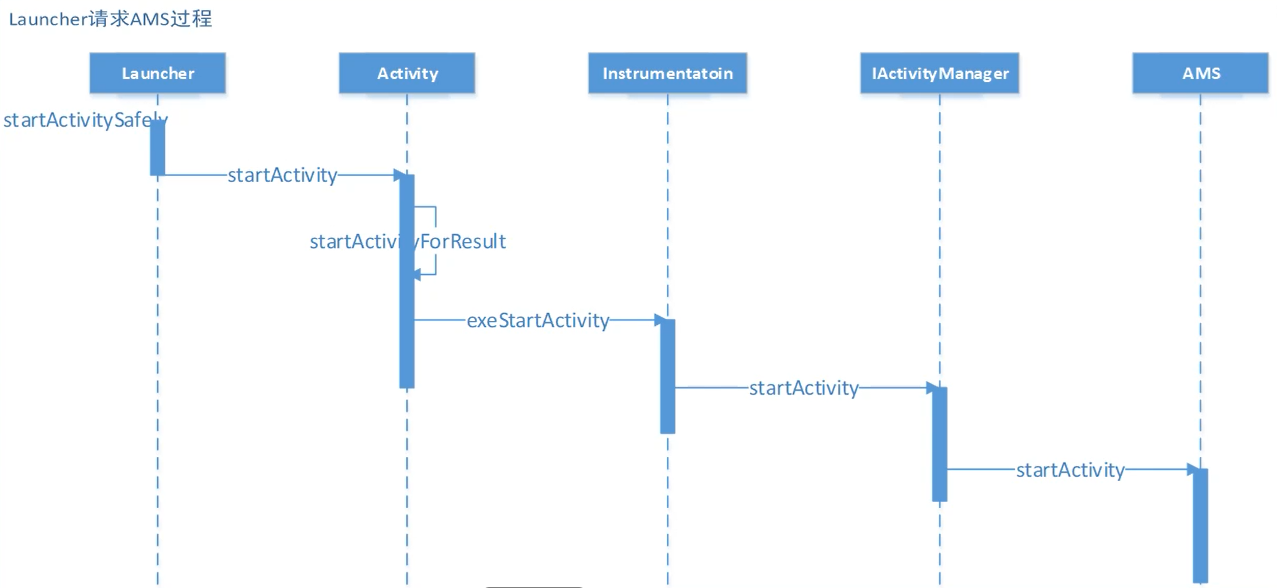 Launcher请求AMS过程
Launcher
Activity
Instrumentatoin
IActivityManager
AMS
startActivitySafely
startActivity
startActivityForResult
exeStartActivity
startActivity
startActivity